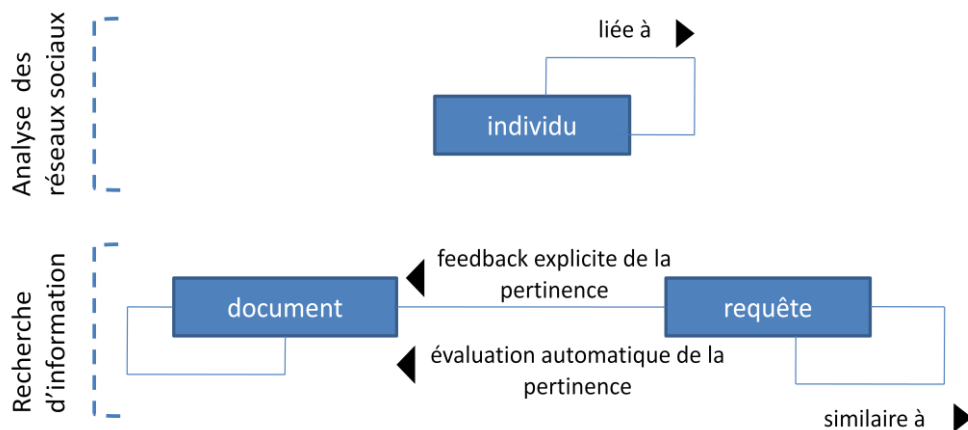 Analyse des
réseaux sociaux
liée à
individu
Recherche
d'information
feedback explicite de la
pertinence
document
requête
évaluation automatique de la
pertinence
similaire à